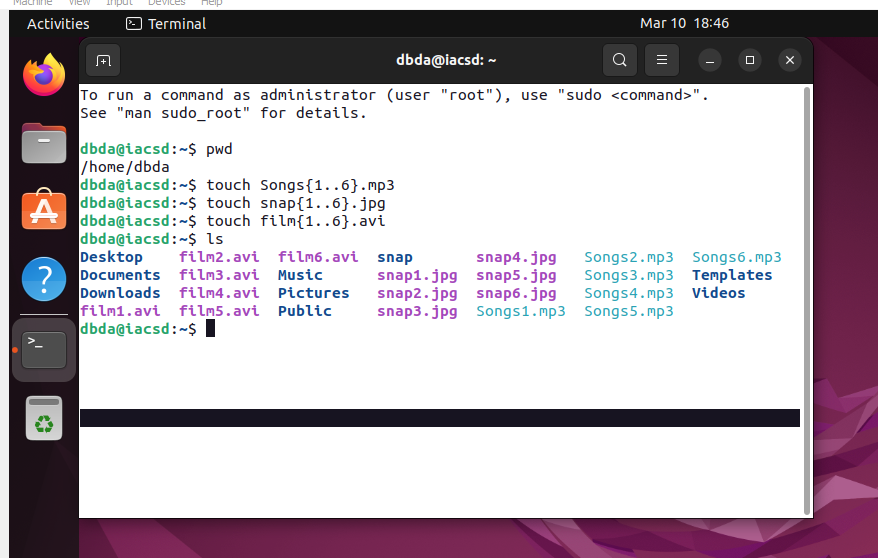 Machine View Input Devices Help
Activities Terminal Mar 10 18:46
dbda@iacsd: ~
To run a command as administrator (user "root"), use "sudo <command>".
See "man sudo_root" for details.
dbda@iacsd:~$ pwd
/home/dbda
dbda@iacsd:~$ touch Songs{1..6}.mp3
dbda@iacsd:~$ touch snap{1..6}.jpg
dbda@iacsd:~$ touch film{1..6}.avi
dbda@iacsd:~$ ls
Desktop film2.avi film6.avi snap snap4.jpg Songs2.mp3 Songs6.mp3
Documents film3.avi Music snap1.jpg snap5.jpg Songs3.mp3 Templates
Downloads film4.avi Pictures snap2.jpg snap6.jpg Songs4.mp3 Videos
film1.avi film5.avi Public snap3.jpg Songs1.mp3 Songs5.mp3
dbda@iacsd:~$